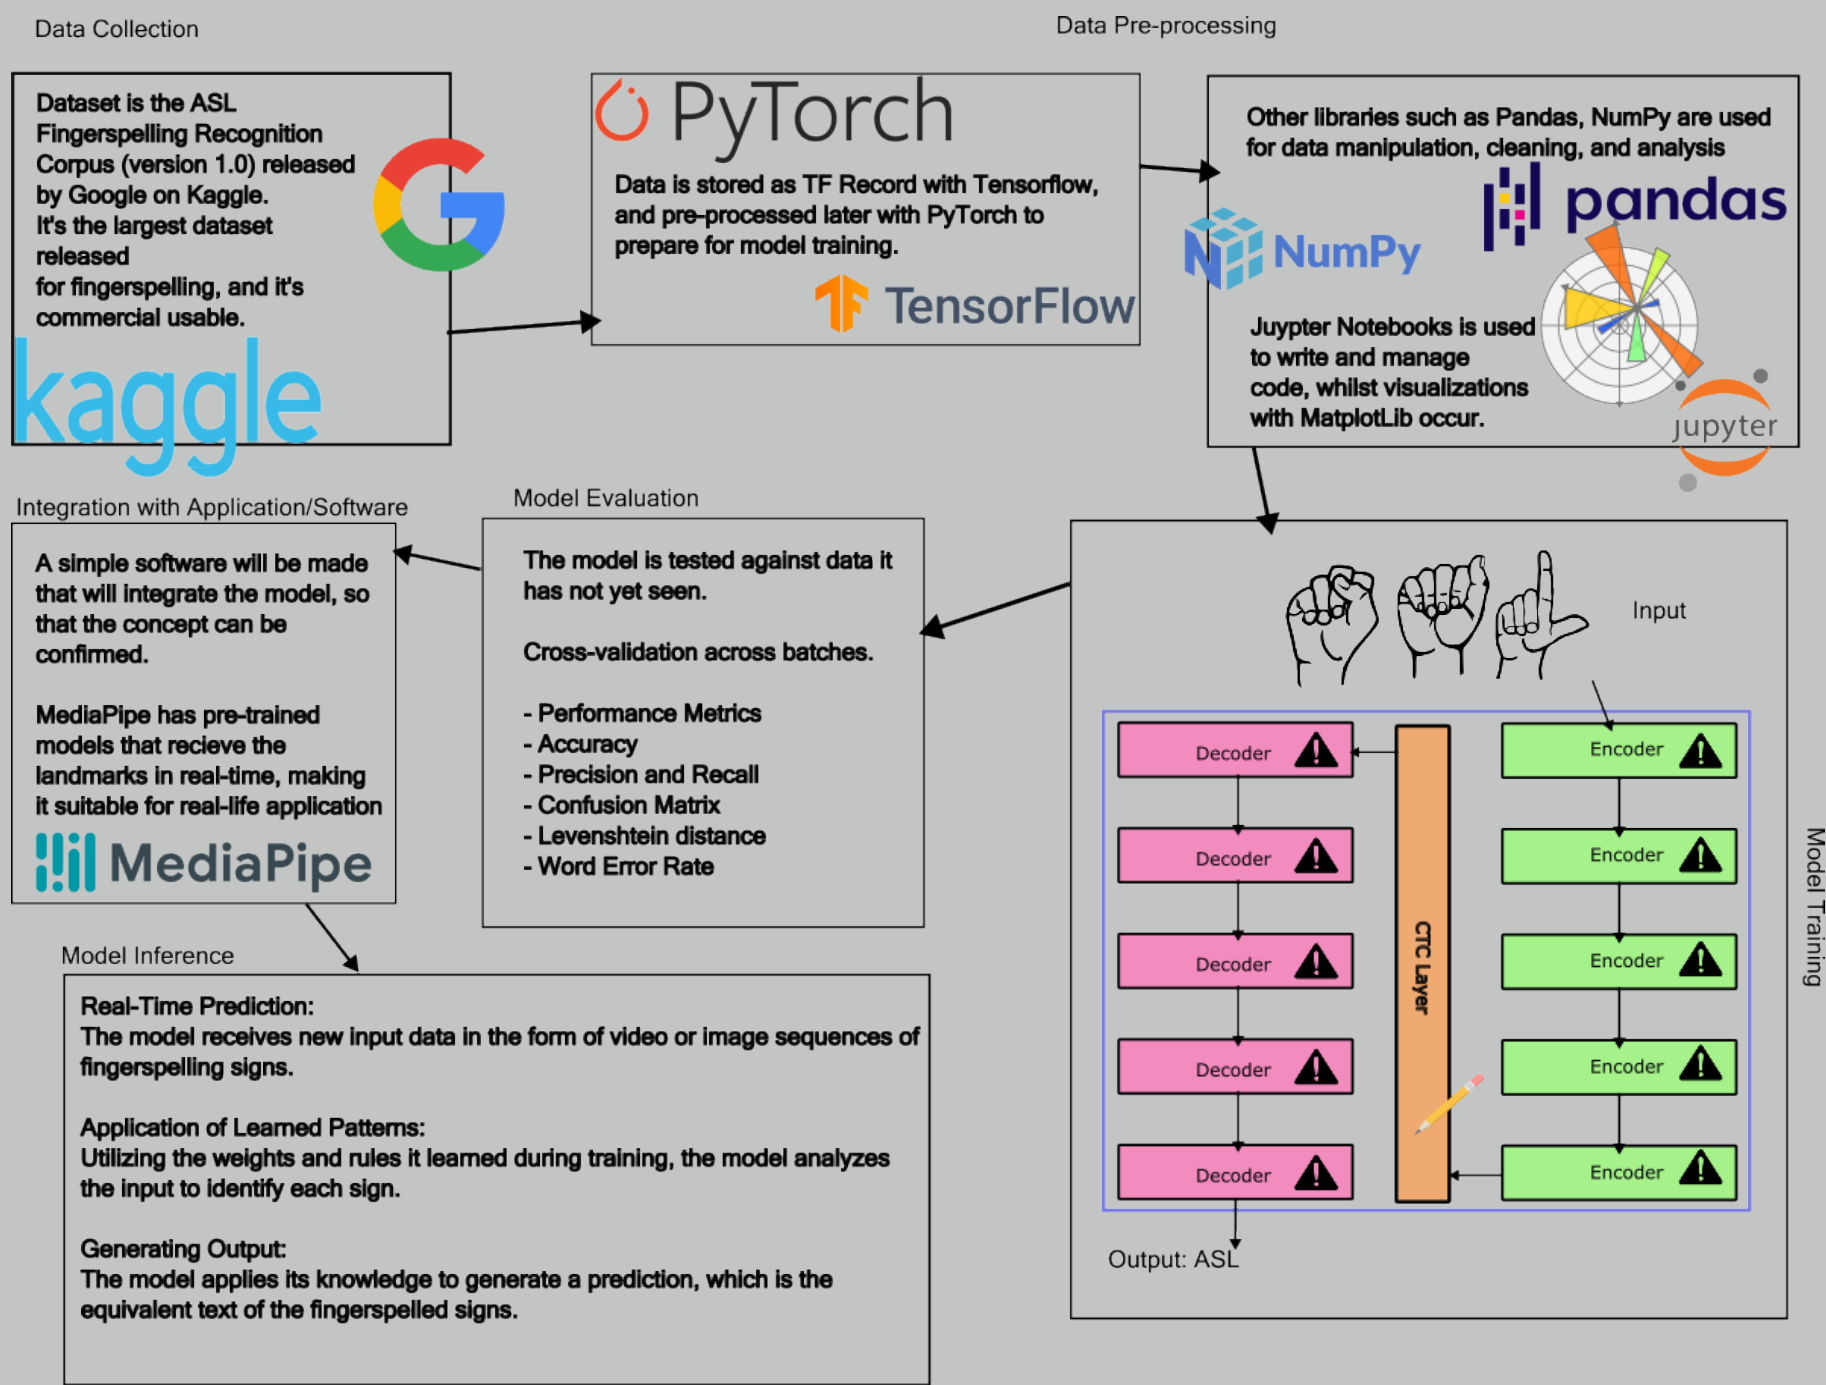 Data Collection
Dataset is the ASL
Fingerspelling Recognition
Corpus (version 1.0) released
by Google on Kaggle.
It's the largest dataset
released
for fingerspelling, and it's
commercial usable.
kaggle
PyTorch
Data is stored as TF Record with Tensorflow,
and pre-processed later with PyTorch to
prepare for model training.
TensorFlow
Data Pre-processing
Other libraries such as Pandas, NumPy are used
for data manipulation, cleaning, and analysis
pandas
NumPy
Juypter Notebooks is used
to write and manage
code, whilst visualizations
with MatplotLib occur.
jupyter
Model Training
Input
Encoder
Encoder
Encoder
Encoder
Encoder
CTC Layer
Decoder
Decoder
Decoder
Decoder
Decoder
Output: ASL
Model Evaluation
The model is tested against data it
has not yet seen.
Cross-validation across batches.
- Performance Metrics
- Accuracy
- Precision and Recall
- Confusion Matrix
- Levenshtein distance
- Word Error Rate
Integration with Application/Software
A simple software will be made
that will integrate the model, so
that the concept can be
confirmed.
MediaPipe has pre-trained
models that recieve the
landmarks in real-time, making
it suitable for real-life application
MediaPipe
Model Inference
Real-Time Prediction:
The model receives new input data in the form of video or image sequences of
fingerspelling signs.
Application of Learned Patterns:
Utilizing the weights and rules it learned during training, the model analyzes
the input to identify each sign.
Generating Output:
The model applies its knowledge to generate a prediction, which is the
equivalent text of the fingerspelled signs.